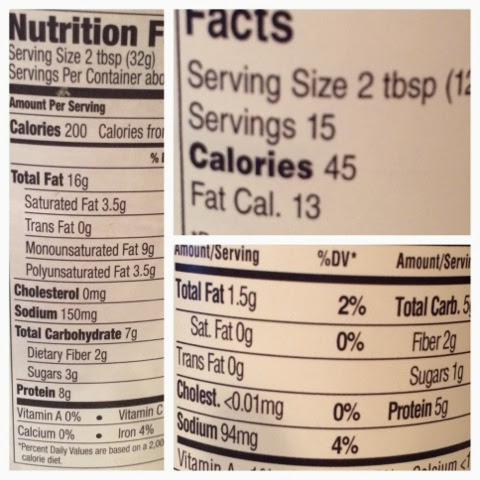 Nutrition F
Serving Size 2 tbsp (32g)
Servings Per Container abo
Amount Per Serving
Calories 200 Calories from
%
Total Fat 16g
Saturated Fat 3.5g
Trans Fat 0g
Monounsaturated Fat 9g
Polyunsaturated Fat 3.5g
Cholesterol 0mg
Sodium 150mg
Total Carbohydrate 7g
Dietary Fiber 2g
Sugars 3g
Protein 8g
Vitamin A 0% • Vitamin C
Calcium 0% • Iron 4%
*Percent Daily Values are based on a 2,00
calorie diet.
Facts
Serving Size 2 tbsp (12
Servings 15
Calories 45
Fat Cal. 13
Amount/Serving %DV* Amount/Servin
Total Fat 1.5g 2% Total Carb. 5
Sat. Fat 0g 0% Fiber 2g
Trans Fat 0g Sugars 1g
Cholest. <0.01mg 0% Protein 5g
Sodium 94mg 4%
Vitamin A Calcium <1